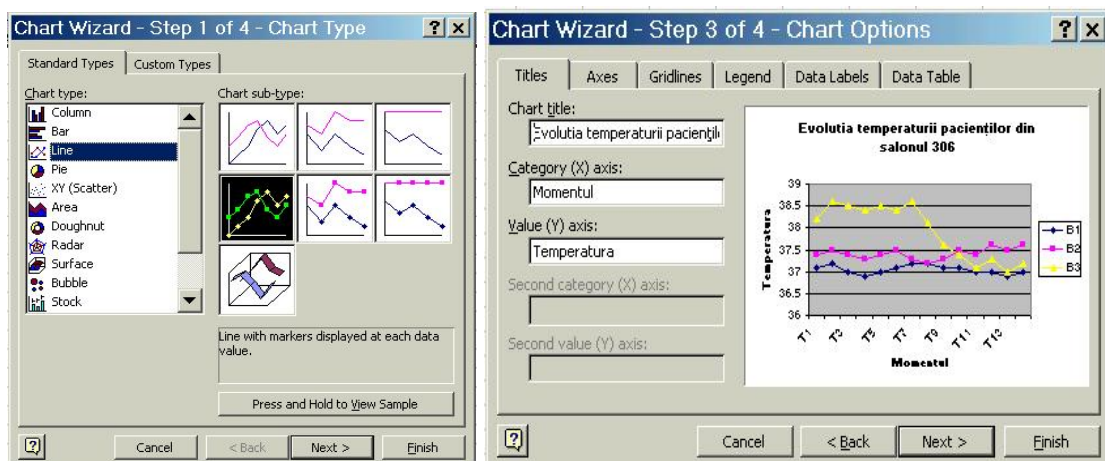 Chart Wizard - Step 1 of 4 - Chart Type
Standard Types
Custom Types
Chart type:
Column
Bar
Line
Pie
XY (Scatter)
Area
Doughnut
Radar
Surface
Bubble
Stock
Chart sub-type:
Line with markers displayed at each data
value.
Press and Hold to View Sample
Cancel
< Back
Next >
Finish
Chart Wizard - Step 3 of 4 - Chart Options
Titles
Axes
Gridlines
Legend
Data Labels
Data Table
Chart title:
Evolutia temperaturii pacienţil
Category (X) axis:
Momentul
Value (Y) axis:
Temperatura
Second category (X) axis:
Second value (Y) axis:
Evolutia temperaturii pacienţilor din
salonul 306
39
38.5
38
37.5
37
36.5
36
Temperatura
T1
T3
T5
T7
T9
T11
T13
Momentul
B1
B2
B3
Cancel
< Back
Next >
Finish